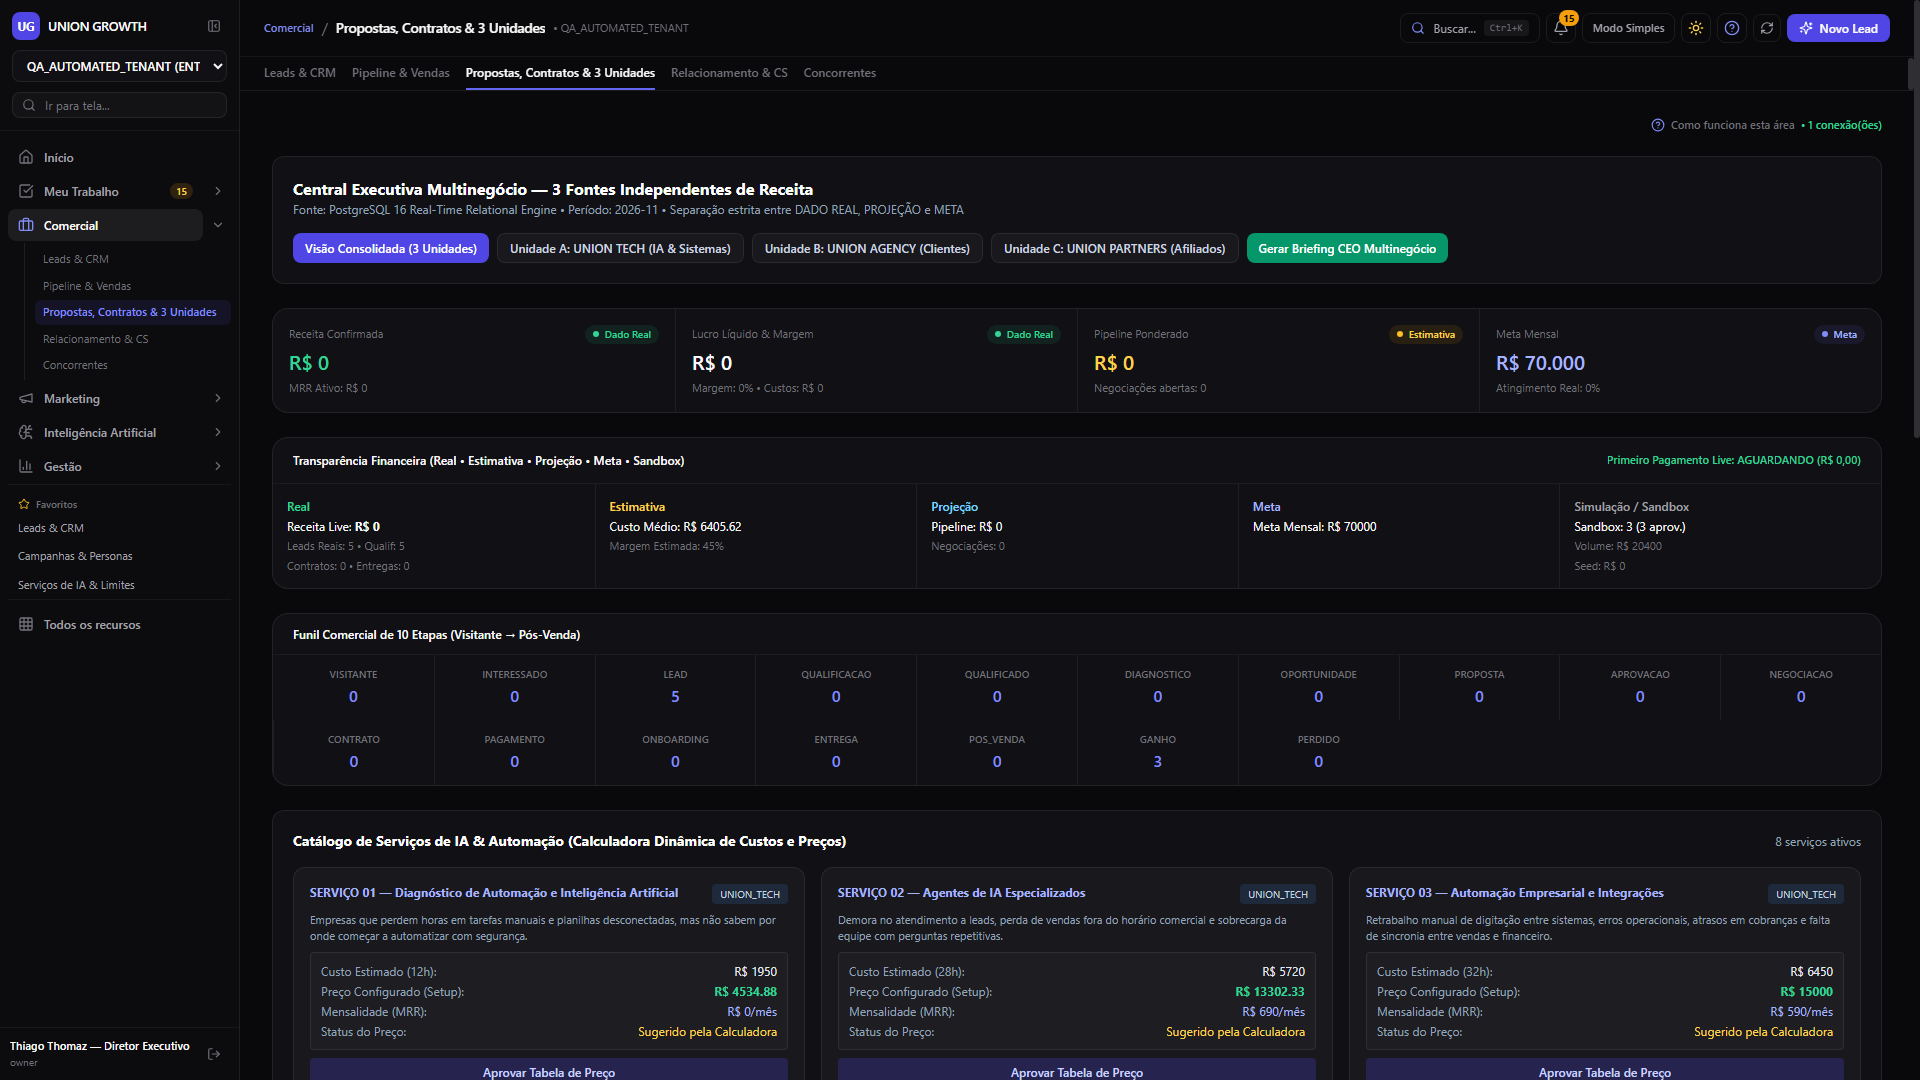 UG UNION GROWTH
QA_AUTOMATED_TENANT (ENT
Ir para tela...
Início
Meu Trabalho 15
Comercial
Leads & CRM
Pipeline & Vendas
Propostas, Contratos & 3 Unidades
Relacionamento & CS
Concorrentes
Marketing
Inteligência Artificial
Gestão
Favoritos
Leads & CRM
Campanhas & Personas
Serviços de IA & Limites
Todos os recursos
Thiago Thomaz — Diretor Executivo
owner
Comercial / Propostas, Contratos & 3 Unidades • QA_AUTOMATED_TENANT
Buscar... Ctrl+K
15
Modo Simples
Novo Lead
Leads & CRM Pipeline & Vendas Propostas, Contratos & 3 Unidades Relacionamento & CS Concorrentes
Como funciona esta área • 1 conexão(ões)
Central Executiva Multinegócio — 3 Fontes Independentes de Receita
Fonte: PostgreSQL 16 Real-Time Relational Engine • Período: 2026-11 • Separação estrita entre DADO REAL, PROJEÇÃO e META
Visão Consolidada (3 Unidades) Unidade A: UNION TECH (IA & Sistemas) Unidade B: UNION AGENCY (Clientes) Unidade C: UNION PARTNERS (Afiliados) Gerar Briefing CEO Multinegócio
Receita Confirmada Dado Real
R$ 0
MRR Ativo: R$ 0
Lucro Líquido & Margem Dado Real
R$ 0
Margem: 0% • Custos: R$ 0
Pipeline Ponderado Estimativa
R$ 0
Negociações abertas: 0
Meta Mensal Meta
R$ 70.000
Atingimento Real: 0%
Transparência Financeira (Real • Estimativa • Projeção • Meta • Sandbox) Primeiro Pagamento Live: AGUARDANDO (R$ 0,00)
Real
Receita Live: R$ 0
Leads Reais: 5 • Qualif: 5
Contratos: 0 • Entregas: 0
Estimativa
Custo Médio: R$ 6405.62
Margem Estimada: 45%
Projeção
Pipeline: R$ 0
Negociações: 0
Meta
Meta Mensal: R$ 70000
Simulação / Sandbox
Sandbox: 3 (3 aprov.)
Volume: R$ 20400
Seed: R$ 0
Funil Comercial de 10 Etapas (Visitante → Pós-Venda)
VISITANTE INTERESSADO LEAD QUALIFICACAO QUALIFICADO DIAGNOSTICO OPORTUNIDADE PROPOSTA APROVACAO NEGOCIACAO
0 0 5 0 0 0 0 0 0 0
CONTRATO PAGAMENTO ONBOARDING ENTREGA POS_VENDA GANHO PERDIDO
0 0 0 0 0 3 0
Catálogo de Serviços de IA & Automação (Calculadora Dinâmica de Custos e Preços) 8 serviços ativos
SERVIÇO 01 — Diagnóstico de Automação e Inteligência Artificial UNION_TECH
Empresas que perdem horas em tarefas manuais e planilhas desconectadas, mas não sabem por
onde começar a automatizar com segurança.
Custo Estimado (12h): R$ 1950
Preço Configurado (Setup): R$ 4534.88
Mensalidade (MRR): R$ 0/mês
Status do Preço: Sugerido pela Calculadora
Aprovar Tabela de Preço
SERVIÇO 02 — Agentes de IA Especializados UNION_TECH
Demora no atendimento a leads, perda de vendas fora do horário comercial e sobrecarga da
equipe com perguntas repetitivas.
Custo Estimado (28h): R$ 5720
Preço Configurado (Setup): R$ 13302.33
Mensalidade (MRR): R$ 690/mês
Status do Preço: Sugerido pela Calculadora
Aprovar Tabela de Preço
SERVIÇO 03 — Automação Empresarial e Integrações UNION_TECH
Retrabalho manual de digitação entre sistemas, erros operacionais, atrasos em cobranças e falta
de sincronia entre vendas e financeiro.
Custo Estimado (32h): R$ 6450
Preço Configurado (Setup): R$ 15000
Mensalidade (MRR): R$ 590/mês
Status do Preço: Sugerido pela Calculadora
Aprovar Tabela de Preço